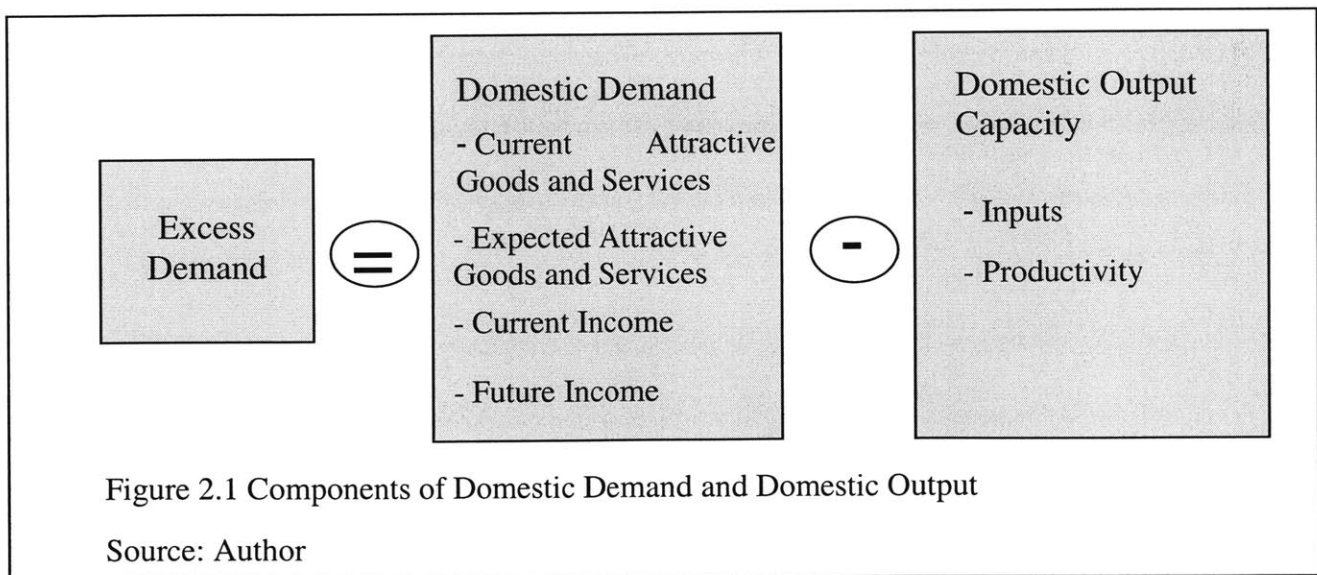 Excess
Demand
=
Domestic Demand
- Current Attractive
Goods and Services
- Expected Attractive
Goods and Services
- Current Income
- Future Income
-
Domestic Output
Capacity
- Inputs
- Productivity
Figure 2.1 Components of Domestic Demand and Domestic Output
Source: Author